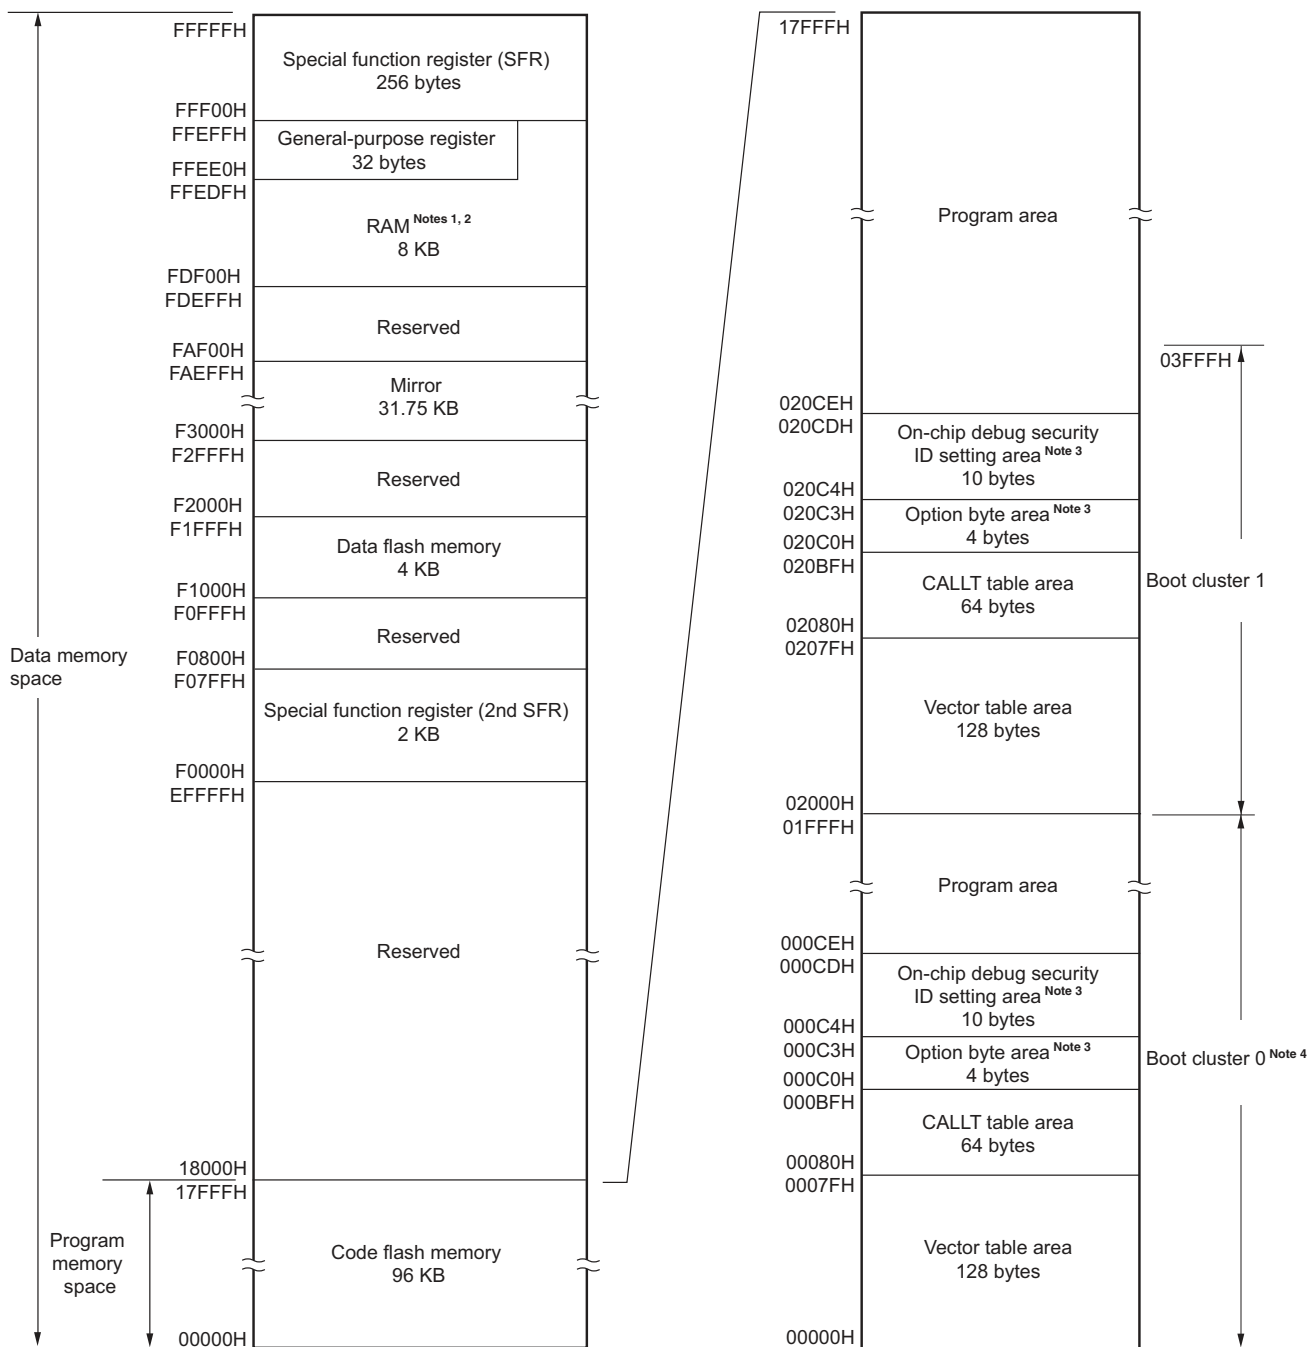 FFFFFH
Special function register (SFR)
256 bytes
FFF00H
FFEFFH
General-purpose register
32 bytes
FFEE0H
FFEDFH
RAM Notes 1, 2
8 KB
FDF00H
FDEFFH
Reserved
FAF00H
FAEFFH
Mirror
31.75 KB
F3000H
F2FFFH
Reserved
F2000H
F1FFFH
Data flash memory
4 KB
F1000H
F0FFFH
Reserved
Data memory
space
F0800H
F07FFH
Special function register (2nd SFR)
2 KB
F0000H
EFFFFH
Reserved
18000H
17FFFH
Program
memory
space
Code flash memory
96 KB
00000H
17FFFH
Program area
03FFFH
020CEH
020CDH
On-chip debug security
ID setting area Note 3
10 bytes
020C4H
020C3H
Option byte area Note 3
4 bytes
020C0H
020BFH
CALLT table area
64 bytes
Boot cluster 1
02080H
0207FH
Vector table area
128 bytes
02000H
01FFFH
Program area
000CEH
000CDH
On-chip debug security
ID setting area Note 3
10 bytes
000C4H
000C3H
Option byte area Note 3
4 bytes
Boot cluster 0 Note 4
000C0H
000BFH
CALLT table area
64 bytes
00080H
0007FH
Vector table area
128 bytes
00000H